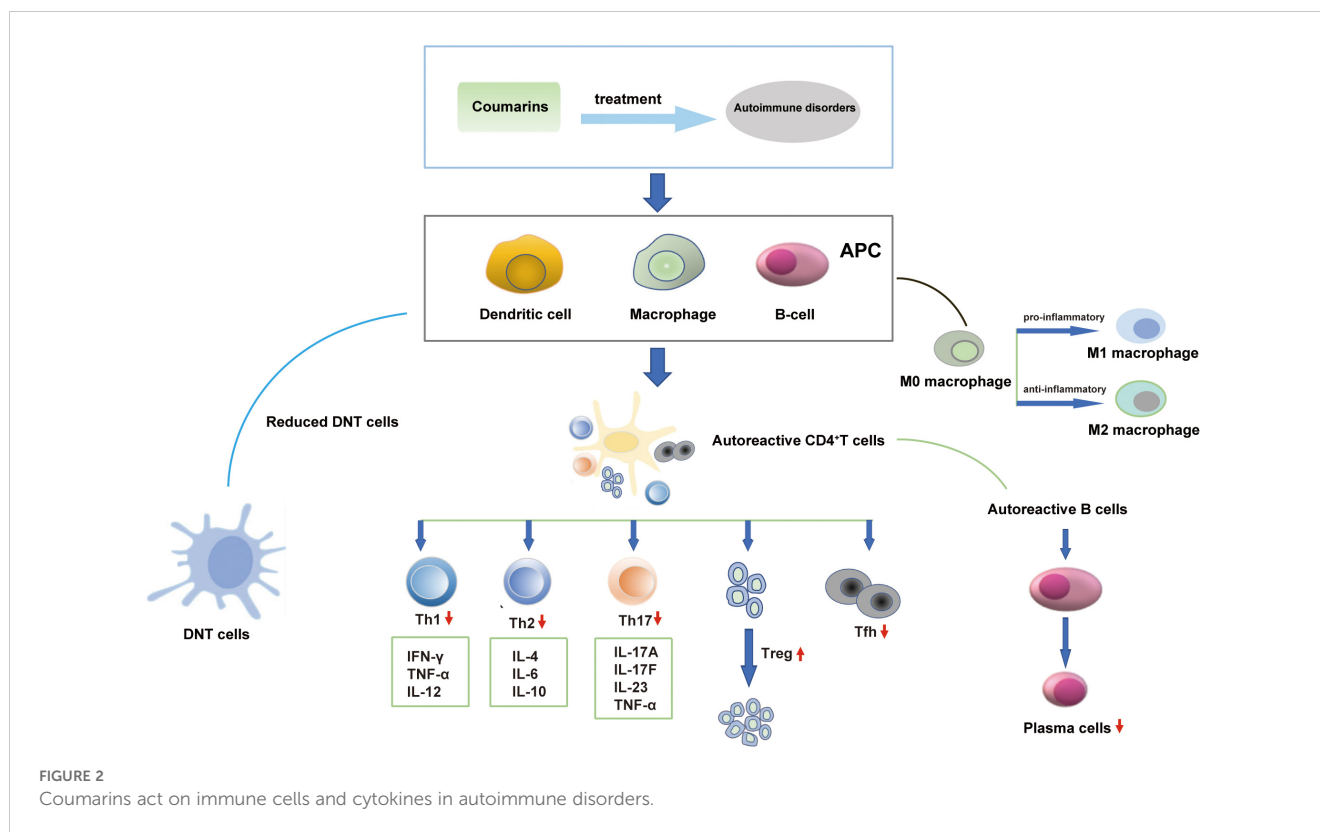 Coumarins
treatment
Autoimmune disorders
APC
Dendritic cell
Macrophage
B-cell
M0 macrophage
pro-inflammatory
M1 macrophage
anti-inflammatory
M2 macrophage
Reduced DNT cells
DNT cells
Autoreactive CD4⁺T cells
Autoreactive B cells
Th1
IFN-γ
TNF-α
IL-12
Th2
IL-4
IL-6
IL-10
Th17
IL-17A
IL-17F
IL-23
TNF-α
Treg
Tfh
Plasma cells
FIGURE 2
Coumarins act on immune cells and cytokines in autoimmune disorders.